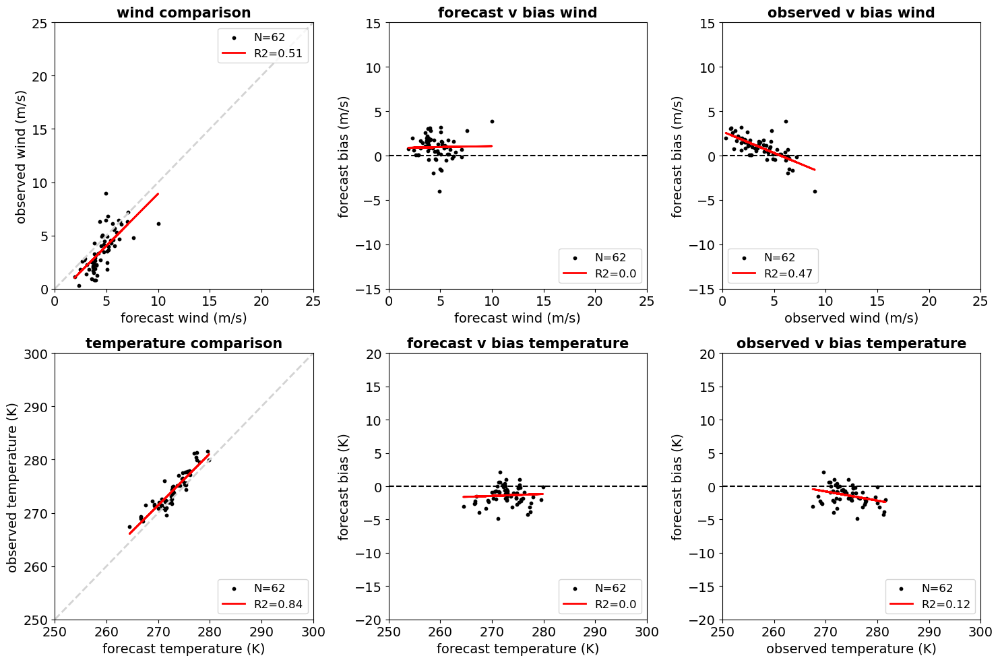 wind comparison
25
20
15
10
5
0
observed wind (m/s)
N=62
R2=0.51
0 5 10 15 20 25
forecast wind (m/s)
forecast v bias wind
15
10
5
0
−5
−10
−15
forecast bias (m/s)
N=62
R2=0.0
0 5 10 15 20 25
forecast wind (m/s)
observed v bias wind
15
10
5
0
−5
−10
−15
forecast bias (m/s)
N=62
R2=0.47
0 5 10 15 20 25
observed wind (m/s)
temperature comparison
300
290
280
270
260
250
observed temperature (K)
N=62
R2=0.84
250 260 270 280 290 300
forecast temperature (K)
forecast v bias temperature
20
15
10
5
0
−5
−10
−15
−20
forecast bias (K)
N=62
R2=0.0
250 260 270 280 290 300
forecast temperature (K)
observed v bias temperature
20
15
10
5
0
−5
−10
−15
−20
forecast bias (K)
N=62
R2=0.12
250 260 270 280 290 300
observed temperature (K)